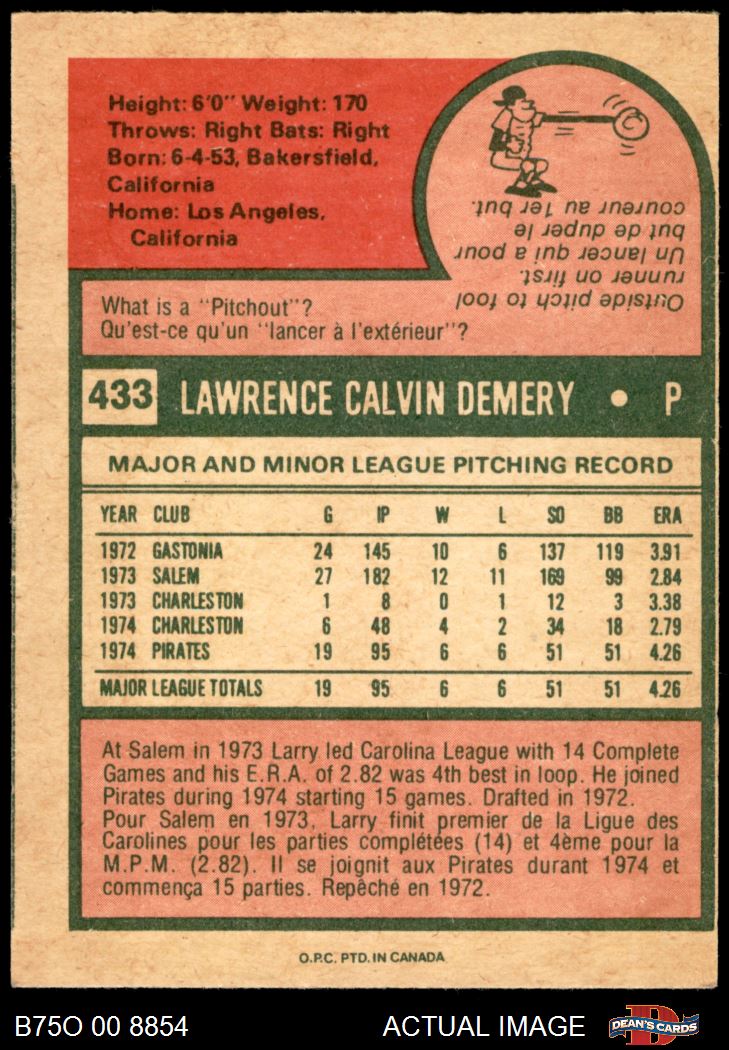 Height: 6'0" Weight: 170
Throws: Right Bats: Right
Born: 6-4-53, Bakersfield,
California
Home: Los Angeles,
California
Outside pitch to fool
runner on first.
Un lancer qui a pour
but de duper le
coureur au 1er but.
What is a "Pitchout"?
Qu'est-ce qu'un "lancer à l'extérieur"?
433 LAWRENCE CALVIN DEMERY • P
MAJOR AND MINOR LEAGUE PITCHING RECORD
YEAR CLUB G IP W L SO BB ERA
1972 GASTONIA 24 145 10 6 137 119 3.91
1973 SALEM 27 182 12 11 169 99 2.84
1973 CHARLESTON 1 8 0 1 12 3 3.38
1974 CHARLESTON 6 48 4 2 34 18 2.79
1974 PIRATES 19 95 6 6 51 51 4.26
MAJOR LEAGUE TOTALS 19 95 6 6 51 51 4.26
At Salem in 1973 Larry led Carolina League with 14 Complete
Games and his E.R.A. of 2.82 was 4th best in loop. He joined
Pirates during 1974 starting 15 games. Drafted in 1972.
Pour Salem en 1973, Larry finit premier de la Ligue des
Carolines pour les parties complétées (14) et 4ème pour la
M.P.M. (2.82). Il se joignit aux Pirates durant 1974 et
commença 15 parties. Repêché en 1972.
O.P.C. PTD. IN CANADA
B75O 00 8854 ACTUAL IMAGE DEAN'S CARDS